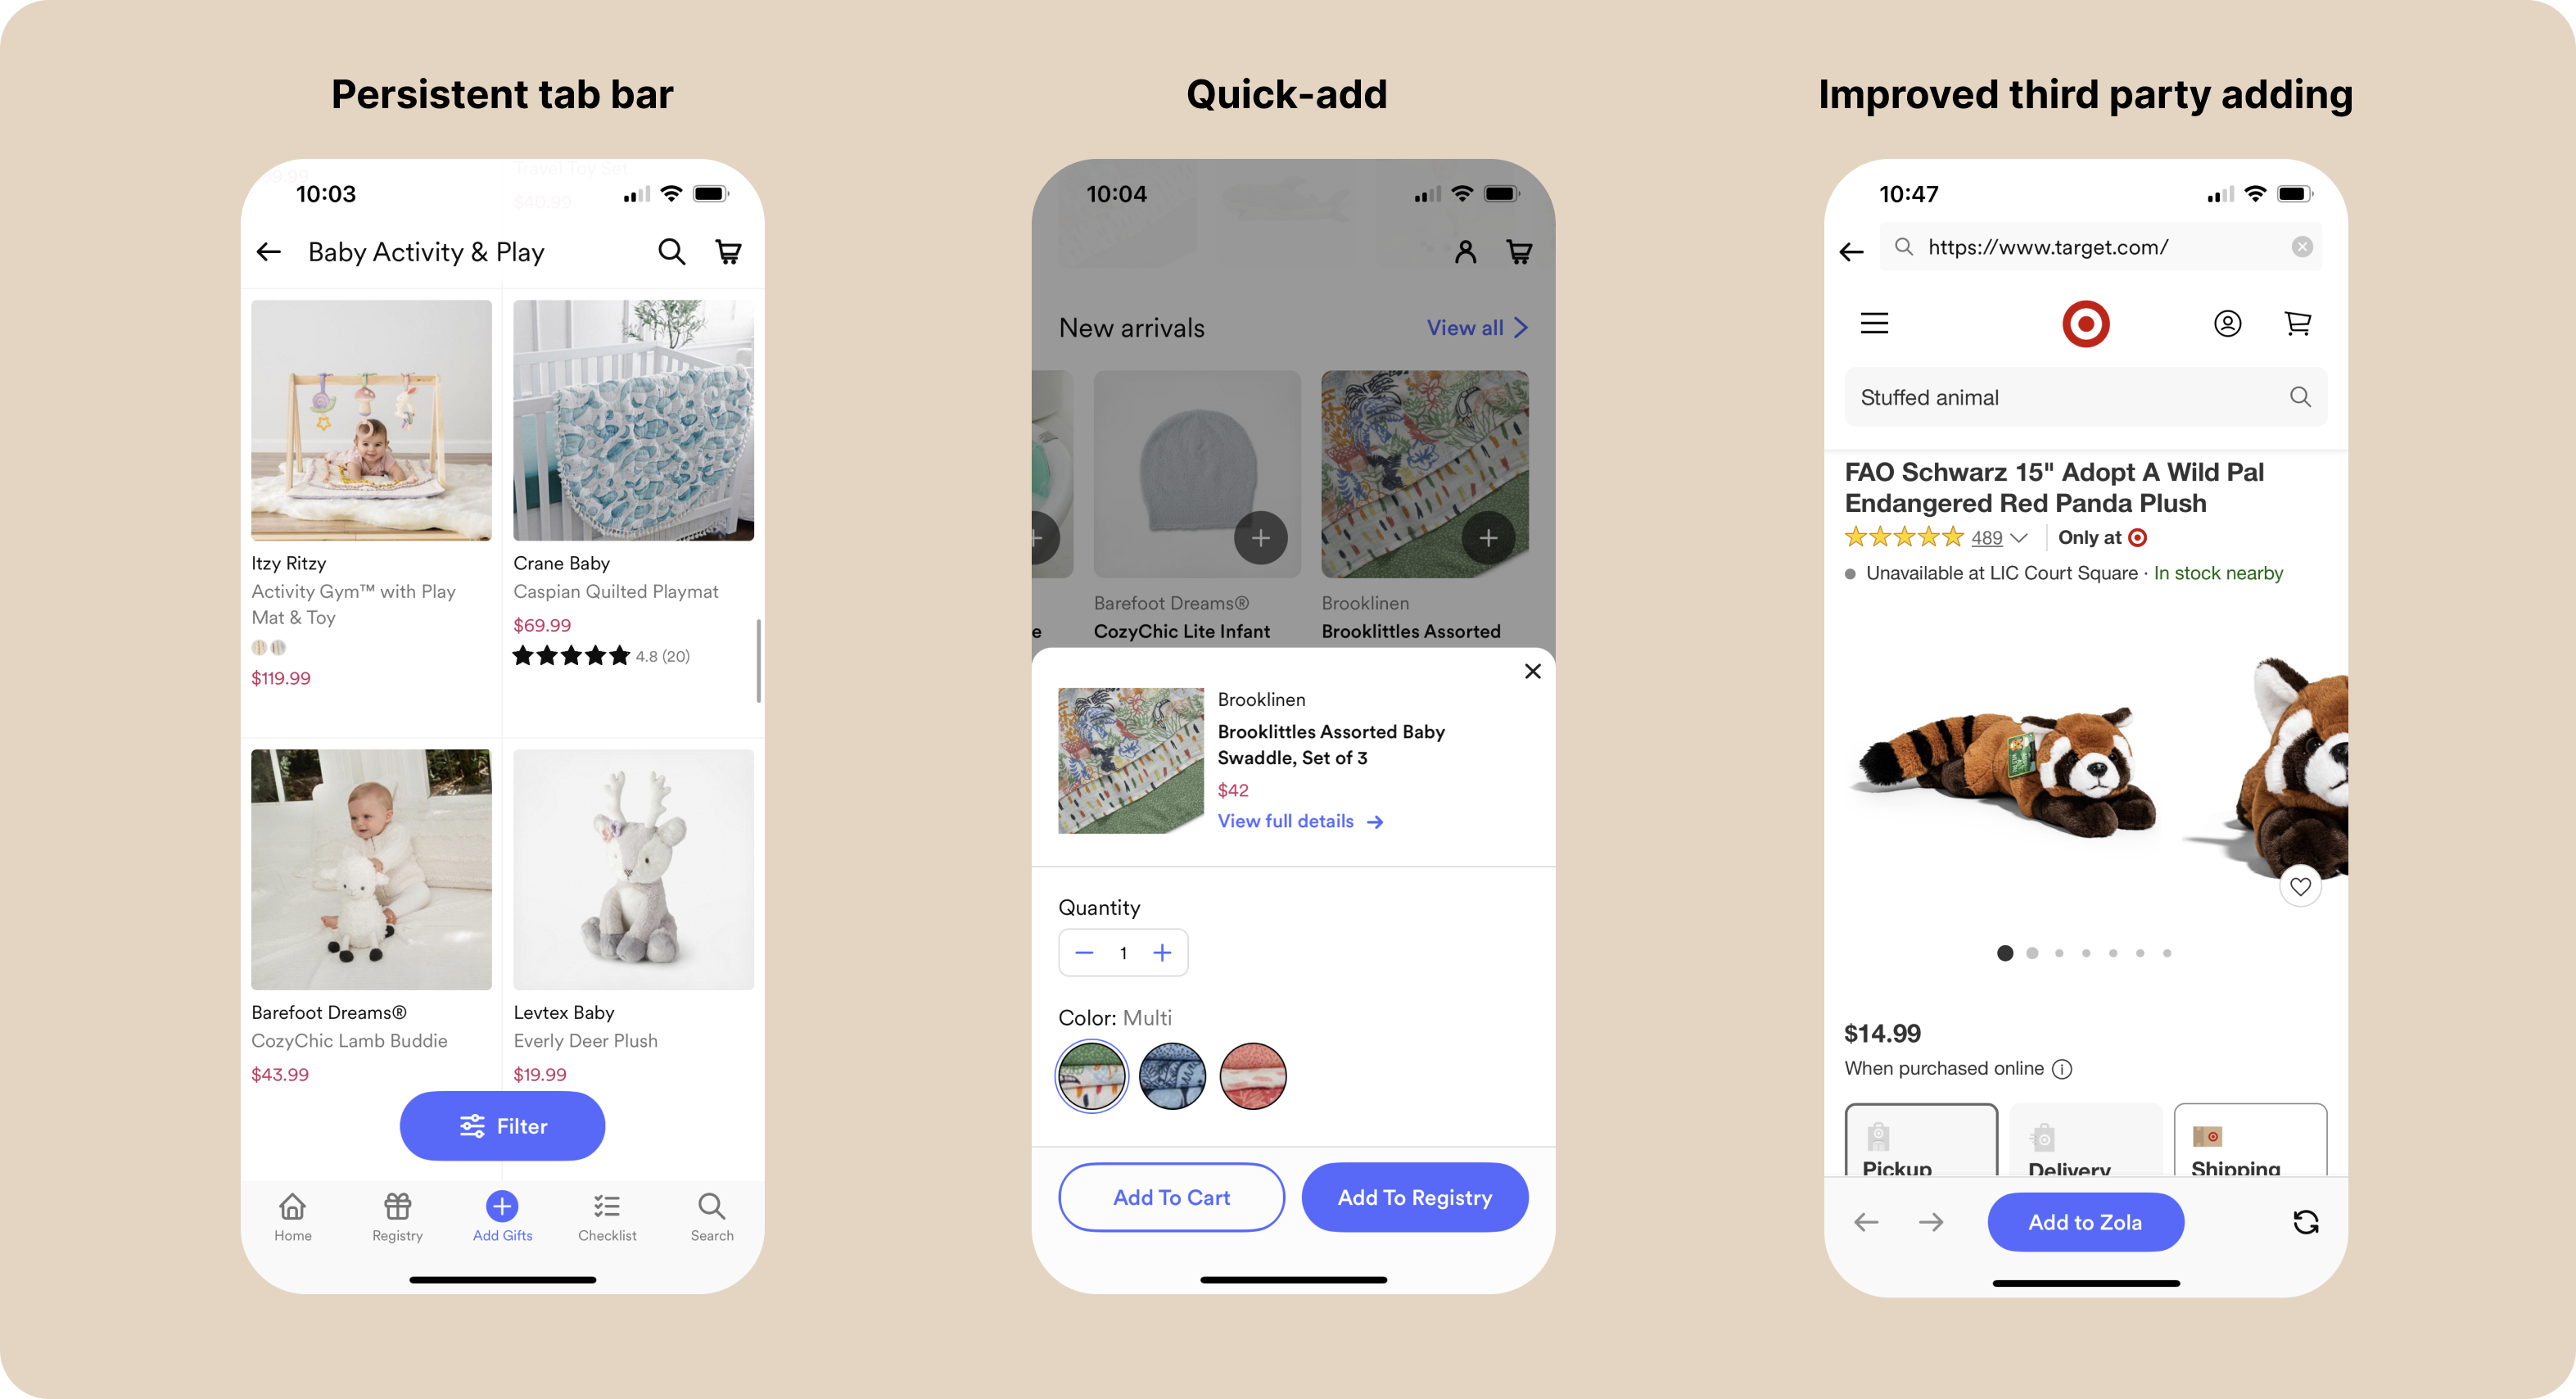 Persistent tab bar
Travel Toy Set
$40.99
10:03
Baby Activity & Play
Itzy Ritzy
Activity Gym™ with Play
Mat & Toy
$119.99
Crane Baby
Caspian Quilted Playmat
$69.99
4.8 (20)
Barefoot Dreams®
CozyChic Lamb Buddie
$43.99
Levtex Baby
Everly Deer Plush
$19.99
Filter
Home
Registry
Add Gifts
Checklist
Search
Quick-add
10:04
New arrivals
View all
e
Barefoot Dreams®
CozyChic Lite Infant
Brooklinen
Brooklittles Assorted
Brooklinen
Brooklittles Assorted Baby
Swaddle, Set of 3
$42
View full details
Quantity
1
Color: Multi
Add To Cart
Add To Registry
Improved third party adding
10:47
https://www.target.com/
Stuffed animal
FAO Schwarz 15" Adopt A Wild Pal
Endangered Red Panda Plush
489
Only at
Unavailable at LIC Court Square · In stock nearby
$14.99
When purchased online
Pickup
Delivery
Shipping
Add to Zola